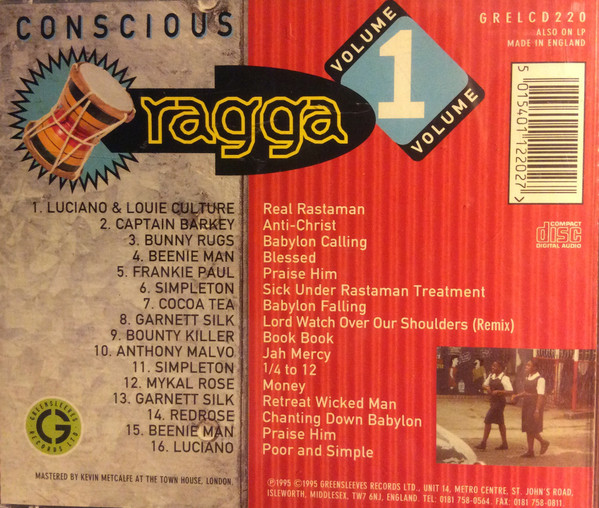 CONSCIOUS
ragga
VOLUME
1
VOLUME
GRELCD220
ALSO ON LP
MADE IN ENGLAND
5 015401 122027 >
COMPACT
disc
DIGITAL AUDIO
1. LUCIANO & LOUIE CULTURE Real Rastaman
2. CAPTAIN BARKEY Anti-Christ
3. BUNNY RUGS Babylon Calling
4. BEENIE MAN Blessed
5. FRANKIE PAUL Praise Him
6. SIMPLETON Sick Under Rastaman Treatment
7. COCOA TEA Babylon Falling
8. GARNETT SILK Lord Watch Over Our Shoulders (Remix)
9. BOUNTY KILLER Book Book
10. ANTHONY MALVO Jah Mercy
11. SIMPLETON 1/4 to 12
12. MYKAL ROSE Money
13. GARNETT SILK Retreat Wicked Man
14. REDROSE Chanting Down Babylon
15. BEENIE MAN Praise Him
16. LUCIANO Poor and Simple
GREENSLEEVES
RECORDS LTD
G
MASTERED BY KEVIN METCALFE AT THE TOWN HOUSE, LONDON.
℗1995 ©1995 GREENSLEEVES RECORDS LTD., UNIT 14, METRO CENTRE, ST. JOHN'S ROAD,
ISLEWORTH, MIDDLESEX, TW7 6NJ, ENGLAND. TEL: 0181 758-0564. FAX: 0181 758-0811.